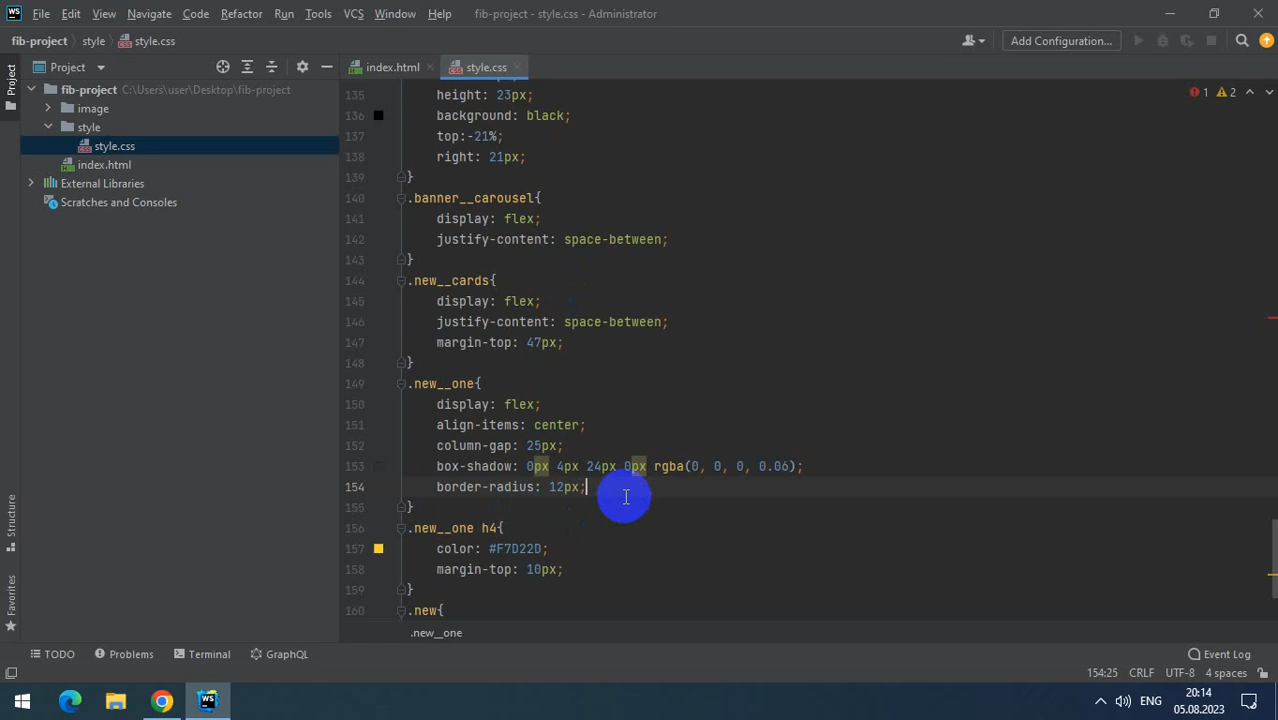 WS File Edit View Navigate Code Refactor Run Tools VCS Window Help fib-project - style.css - Administrator
fib-project style style.css Add Configuration...
Project index.html style.css
Project
fib-project C:\Users\user\Desktop\fib-project
image
style
style.css
index.html
External Libraries
Scratches and Consoles
1 2
135 height: 23px;
136 background: black;
137 top:-21%;
138 right: 21px;
139 }
140 .banner__carousel{
141 display: flex;
142 justify-content: space-between;
143 }
144 .new__cards{
145 display: flex;
146 justify-content: space-between;
147 margin-top: 47px;
148 }
149 .new__one{
150 display: flex;
151 align-items: center;
152 column-gap: 25px;
153 box-shadow: 0px 4px 24px 0px rgba(0, 0, 0, 0.06);
154 border-radius: 12px;
155 }
156 .new__one h4{
157 color: #F7D22D;
158 margin-top: 10px;
159 }
160 .new{
.new__one
Structure
Favorites
TODO Problems Terminal GraphQL Event Log
154:25 CRLF UTF-8 4 spaces
WS ENG
20:14
05.08.2023